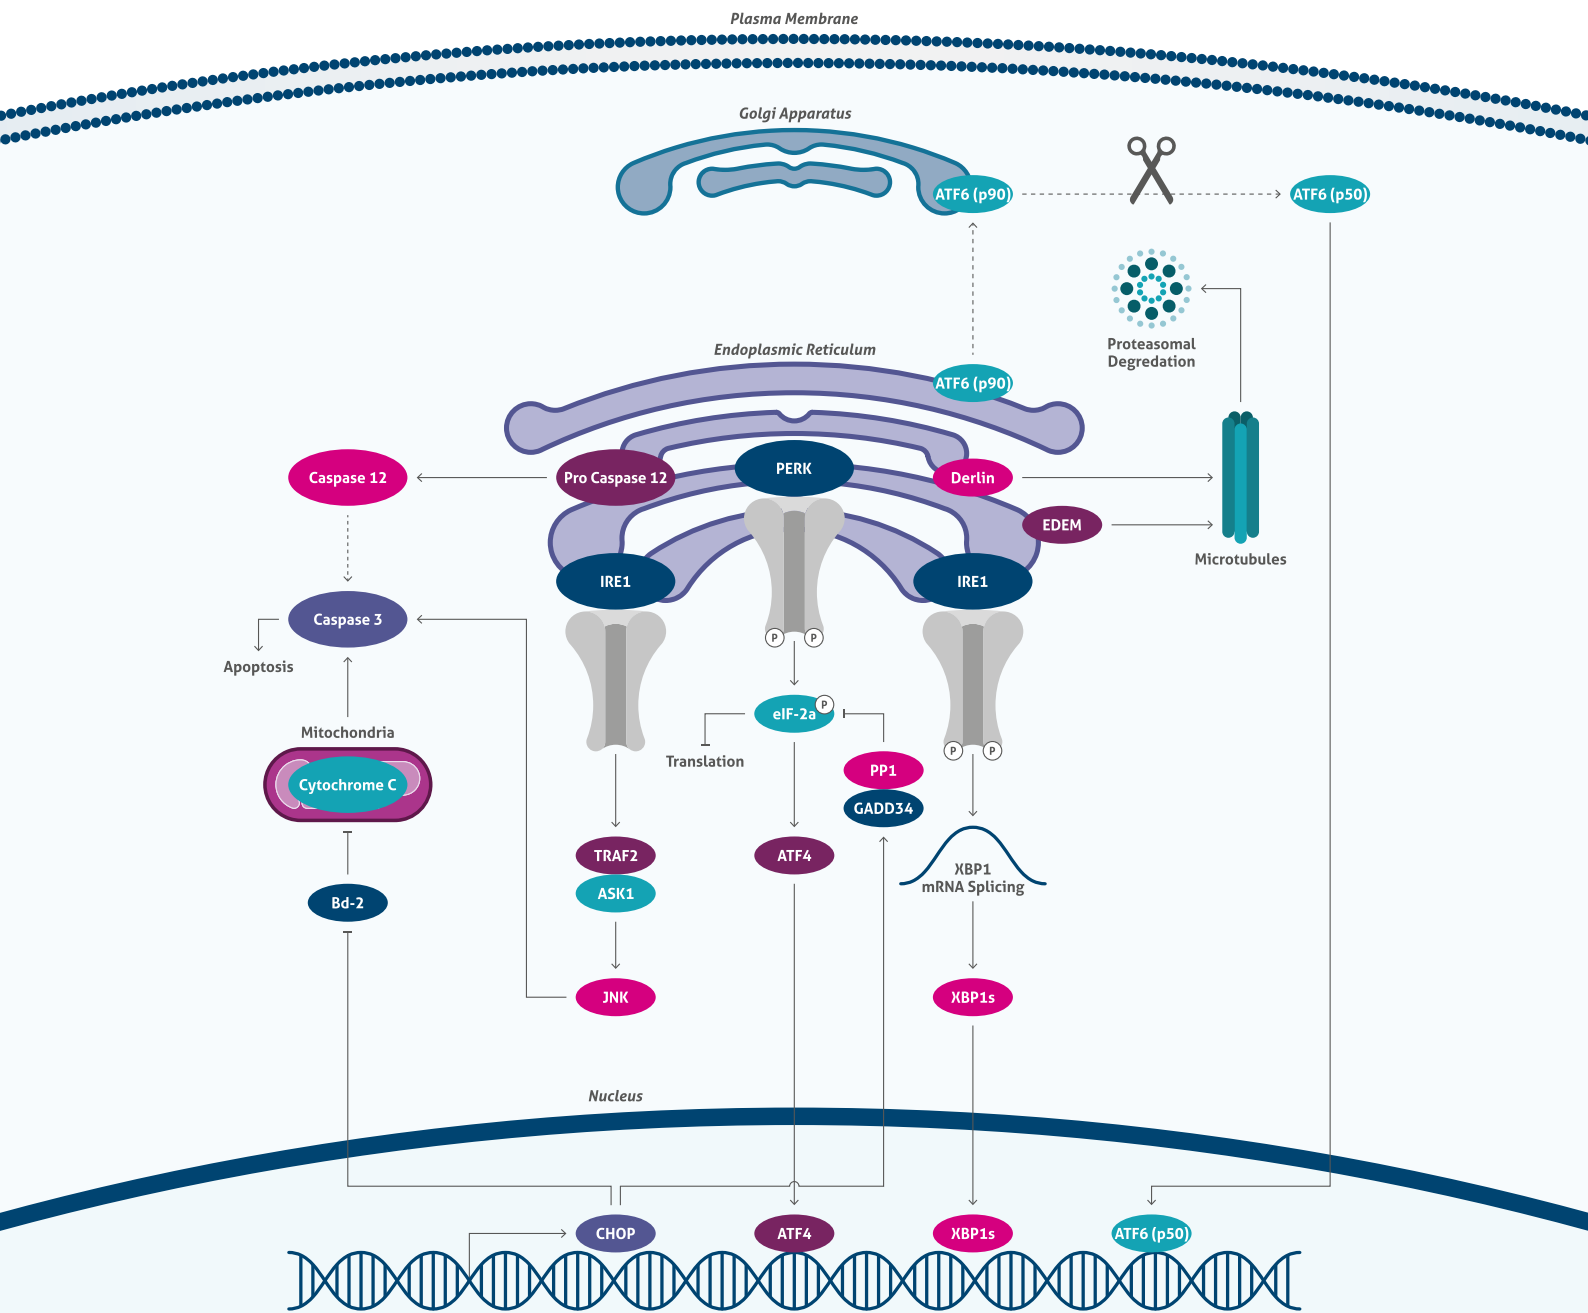 Plasma Membrane
Golgi Apparatus
ATF6 (p90)
ATF6 (p50)
Proteasomal
Degredation
Endoplasmic Reticulum
ATF6 (p90)
Caspase 12
Pro Caspase 12
PERK
Derlin
EDEM
Microtubules
IRE1
IRE1
Caspase 3
Apoptosis
P
P
Mitochondria
Cytochrome C
eIF-2a
P
Translation
PP1
GADD34
P
P
TRAF2
ASK1
ATF4
XBP1
mRNA Splicing
Bd-2
JNK
XBP1s
Nucleus
CHOP
ATF4
XBP1s
ATF6 (p50)